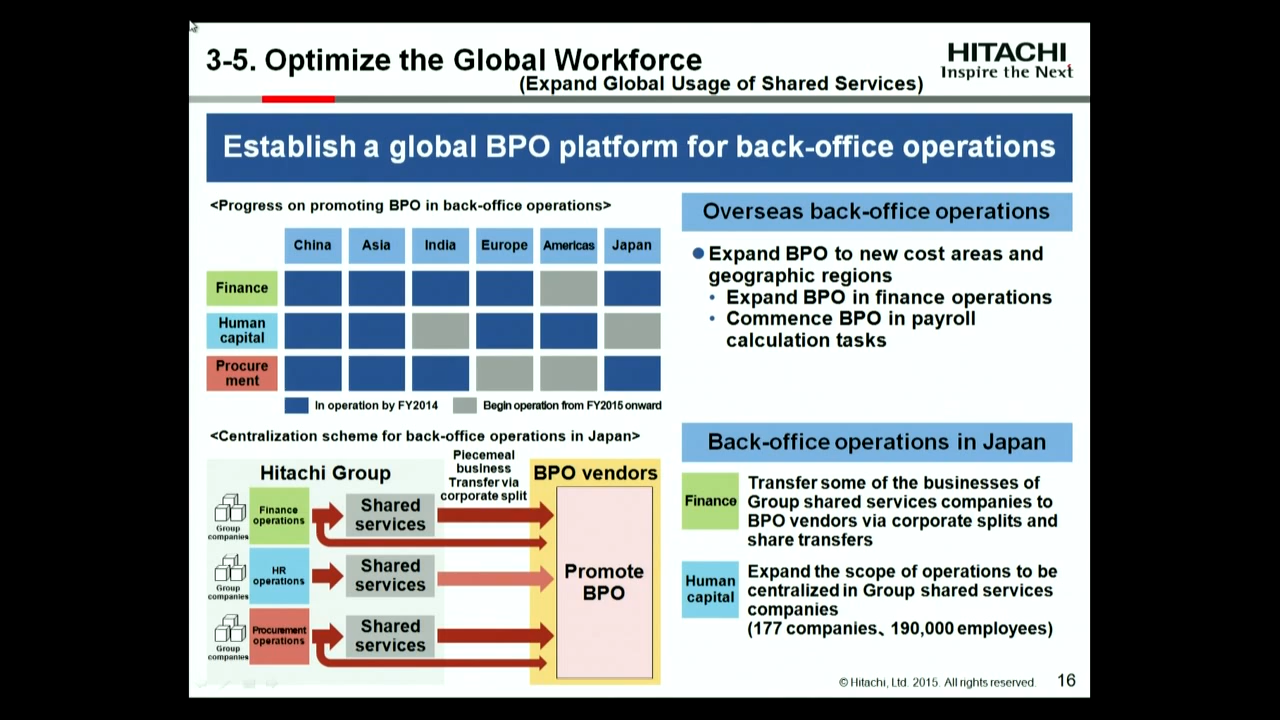 3-5. Optimize the Global Workforce
(Expand Global Usage of Shared Services)
HITACHI
Inspire the Next
Establish a global BPO platform for back-office operations
<Progress on promoting BPO in back-office operations>
China Asia India Europe Americas Japan
Finance
Human
capital
Procure
ment
In operation by FY2014
Begin operation from FY2015 onward
<Centralization scheme for back-office operations in Japan>
Hitachi Group
Piecemeal
business
Transfer via
corporate split
BPO vendors
Group
companies
Finance
operations
Shared
services
Group
companies
HR
operations
Shared
services
Group
companies
Procurement
operations
Shared
services
Promote
BPO
Overseas back-office operations
● Expand BPO to new cost areas and
geographic regions
• Expand BPO in finance operations
• Commence BPO in payroll
calculation tasks
Back-office operations in Japan
Finance
Transfer some of the businesses of
Group shared services companies to
BPO vendors via corporate splits and
share transfers
Human
capital
Expand the scope of operations to be
centralized in Group shared services
companies
(177 companies、190,000 employees)
© Hitachi, Ltd. 2015. All rights reserved.
16